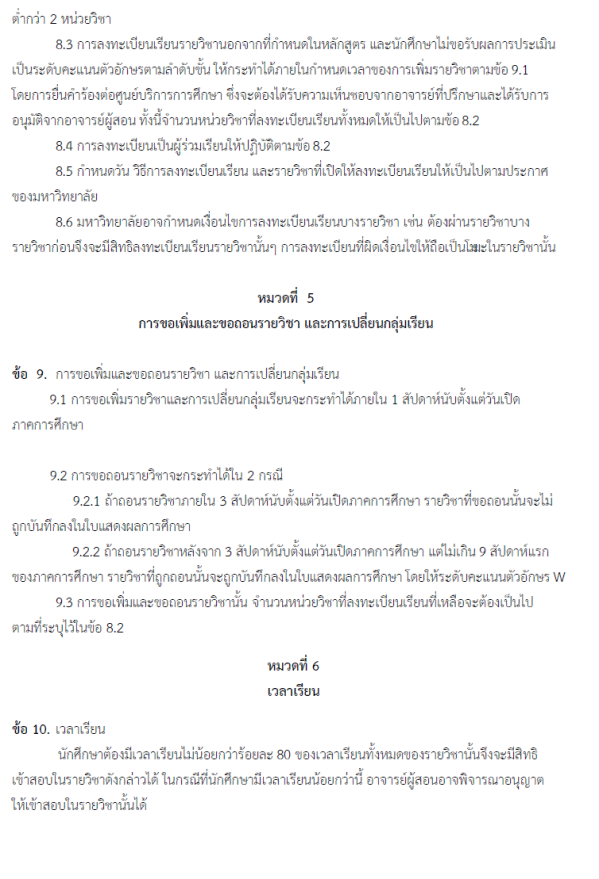 ต่ำกว่า 2 หน่วยวิชา
8.3 การลงทะเบียนเรียนรายวิชานอกจากที่กำหนดในหลักสูตร และนักศึกษาไม่ขอรับผลการประเมิน
เป็นระดับคะแนนตัวอักษรตามลำดับขั้น ให้กระทำได้ภายในกำหนดเวลาของการเพิ่มรายวิชาตามข้อ 9.1
โดยการยื่นคำร้องต่อศูนย์บริการการศึกษา ซึ่งจะต้องได้รับความเห็นชอบจากอาจารย์ที่ปรึกษาและได้รับการ
อนุมัติจากอาจารย์ผู้สอน ทั้งนี้จำนวนหน่วยวิชาที่ลงทะเบียนเรียนทั้งหมดให้เป็นไปตามข้อ 8.2
8.4 การลงทะเบียนเป็นผู้ร่วมเรียนให้ปฏิบัติตามข้อ 8.2
8.5 กำหนดวัน วิธีการลงทะเบียนเรียน และรายวิชาที่เปิดให้ลงทะเบียนเรียนให้เป็นไปตามประกาศ
ของมหาวิทยาลัย
8.6 มหาวิทยาลัยอาจกำหนดเงื่อนไขการลงทะเบียนเรียนบางรายวิชา เช่น ต้องผ่านรายวิชาบาง
รายวิชาก่อนจึงจะมีสิทธิลงทะเบียนเรียนรายวิชานั้นๆ การลงทะเบียนที่ผิดเงื่อนไขให้ถือเป็นโมฆะในรายวิชานั้น
หมวดที่ 5
การขอเพิ่มและขอถอนรายวิชา และการเปลี่ยนกลุ่มเรียน
ข้อ 9. การขอเพิ่มและขอถอนรายวิชา และการเปลี่ยนกลุ่มเรียน
9.1 การขอเพิ่มรายวิชาและการเปลี่ยนกลุ่มเรียนจะกระทำได้ภายใน 1 สัปดาห์นับตั้งแต่วันเปิด
ภาคการศึกษา
9.2 การขอถอนรายวิชาจะกระทำได้ใน 2 กรณี
9.2.1 ถ้าถอนรายวิชาภายใน 3 สัปดาห์นับตั้งแต่วันเปิดภาคการศึกษา รายวิชาที่ขอถอนนั้นจะไม่
ถูกบันทึกลงในใบแสดงผลการศึกษา
9.2.2 ถ้าถอนรายวิชาหลังจาก 3 สัปดาห์นับตั้งแต่วันเปิดภาคการศึกษา แต่ไม่เกิน 9 สัปดาห์แรก
ของภาคการศึกษา รายวิชาที่ถูกถอนนั้นจะถูกบันทึกลงในใบแสดงผลการศึกษา โดยให้ระดับคะแนนตัวอักษร W
9.3 การขอเพิ่มและขอถอนรายวิชานั้น จำนวนหน่วยวิชาที่ลงทะเบียนเรียนที่เหลือจะต้องเป็นไป
ตามที่ระบุไว้ในข้อ 8.2
หมวดที่ 6
เวลาเรียน
ข้อ 10. เวลาเรียน
นักศึกษาต้องมีเวลาเรียนไม่น้อยกว่าร้อยละ 80 ของเวลาเรียนทั้งหมดของรายวิชานั้นจึงจะมีสิทธิ
เข้าสอบในรายวิชาดังกล่าวได้ ในกรณีที่นักศึกษามีเวลาเรียนน้อยกว่านี้ อาจารย์ผู้สอนอาจพิจารณาอนุญาต
ให้เข้าสอบในรายวิชานั้นได้